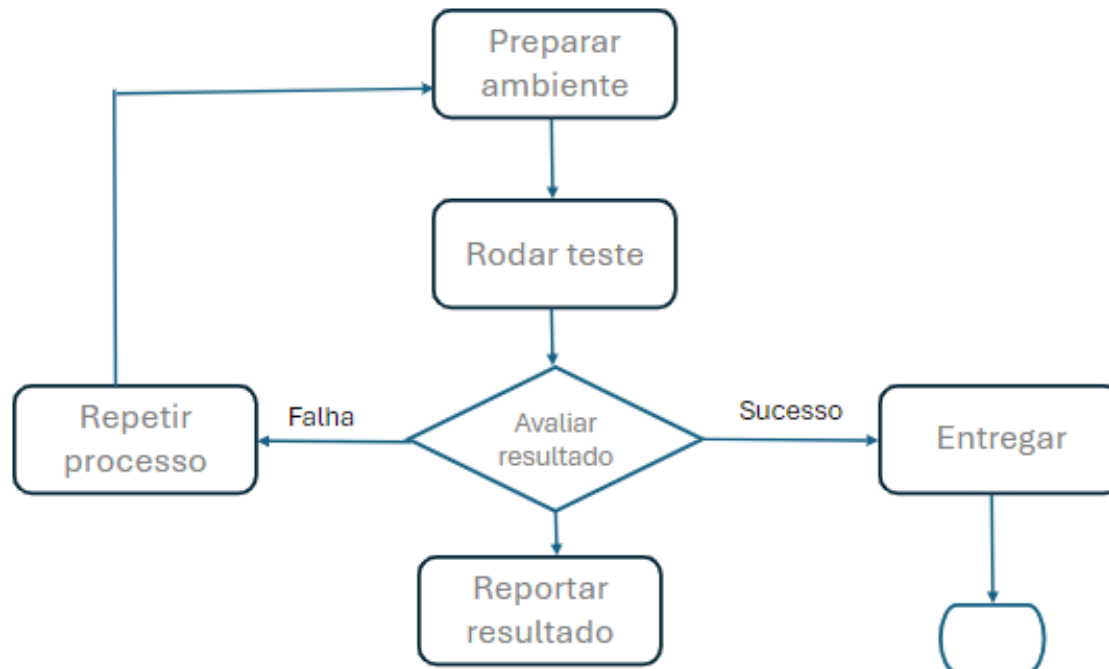 Preparar
ambiente
Rodar teste
Repetir
processo
Falha
Avaliar
resultado
Sucesso
Entregar
Reportar
resultado